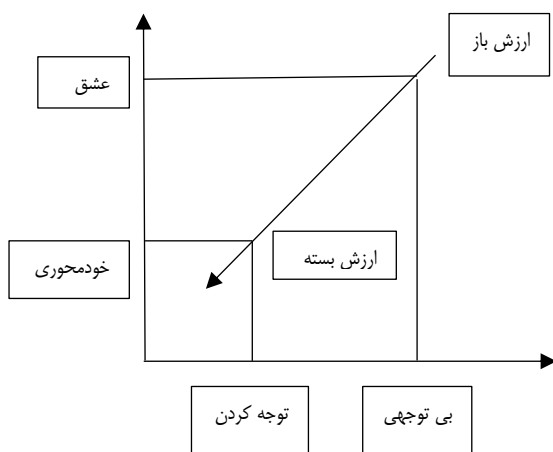 ارزش باز
عشق
ارزش بسته
خودمحوری
بی توجهی
توجه کردن